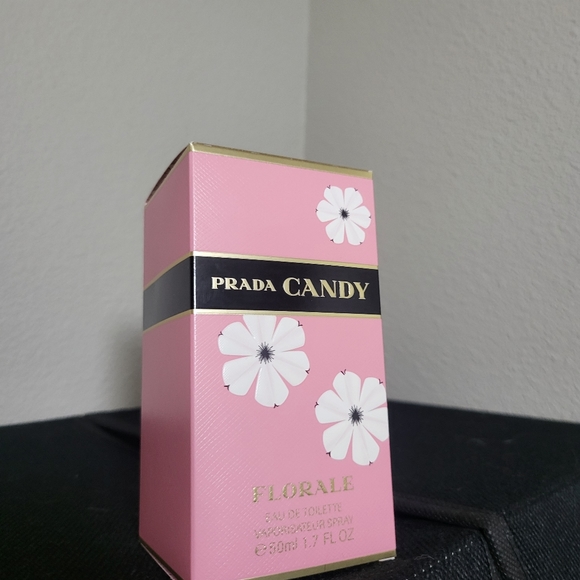 PRADA CANDY
FLORALE
EAU DE TOILETTE
VAPORISATEUR SPRAY
℮50ml 1.7 FL OZ